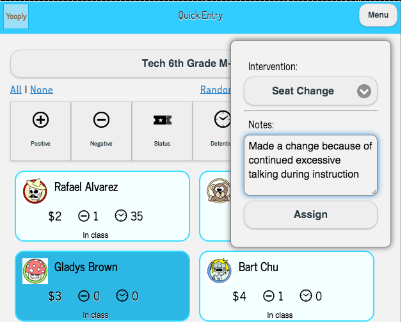 Yooply
Quick Entry
Menu
Tech 6th Grade M-
All | None
Random
Intervention:
Seat Change
Notes:
Made a change because of
continued excessive
talking during instruction
Assign
Positive
Negative
Status
Detenti
Rafael Alvarez
$2 1 35
In class
Gladys Brown
$3 0 0
In class
Bart Chu
$4 1 0
In class